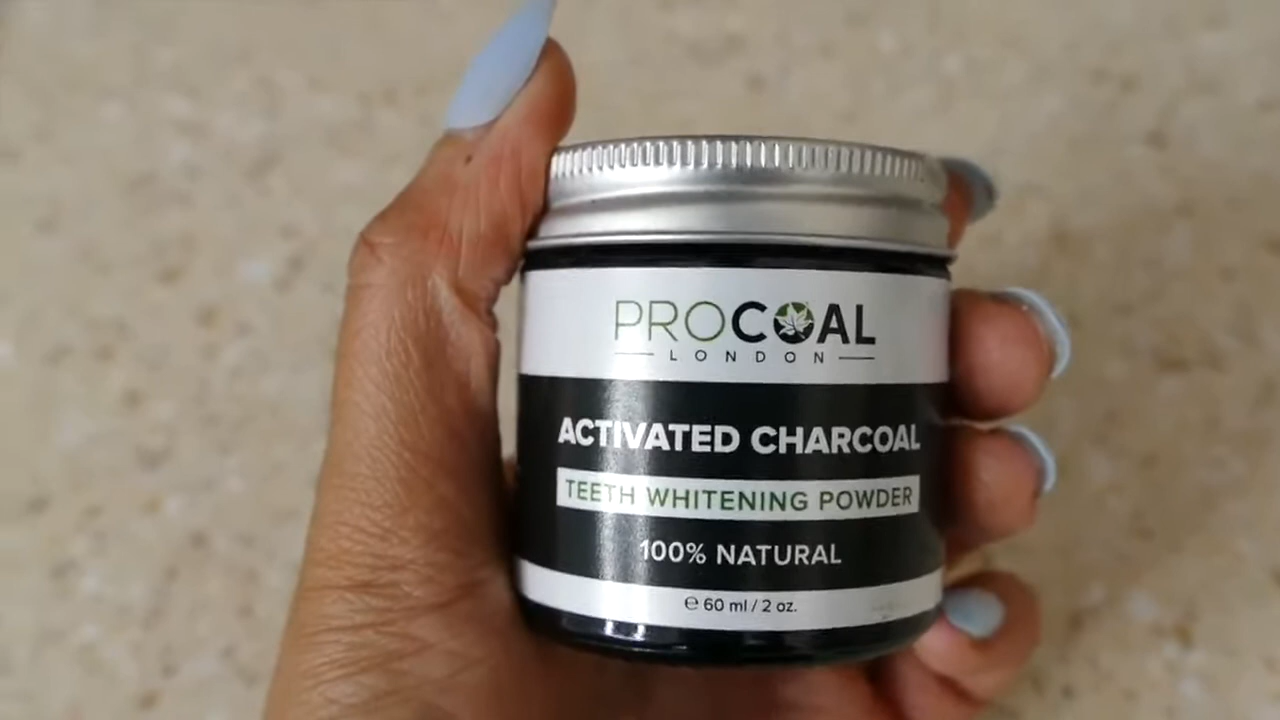 PROCOAL
LONDON
ACTIVATED CHARCOAL
TEETH WHITENING POWDER
100% NATURAL
℮ 60 ml / 2 oz.